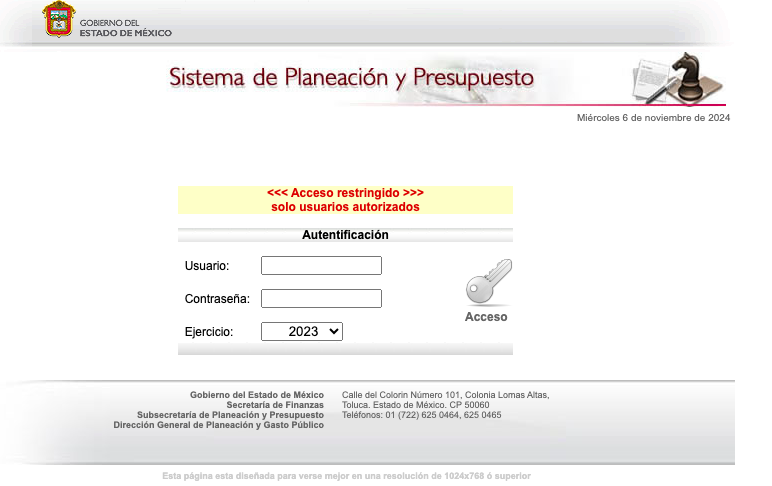 GOBIERNO DEL
ESTADO DE MÉXICO
Sistema de Planeación y Presupuesto
Miércoles 6 de noviembre de 2024
<<< Acceso restringido >>>
solo usuarios autorizados
Autentificación
Usuario:
Contraseña:
Acceso
Ejercicio: 2023
Gobierno del Estado de México
Secretaría de Finanzas
Subsecretaría de Planeación y Presupuesto
Dirección General de Planeación y Gasto Público
Calle del Colorin Número 101, Colonia Lomas Altas,
Toluca. Estado de México. CP 50060
Teléfonos: 01 (722) 625 0464, 625 0465
Esta página esta diseñada para verse mejor en una resolución de 1024x768 ó superior